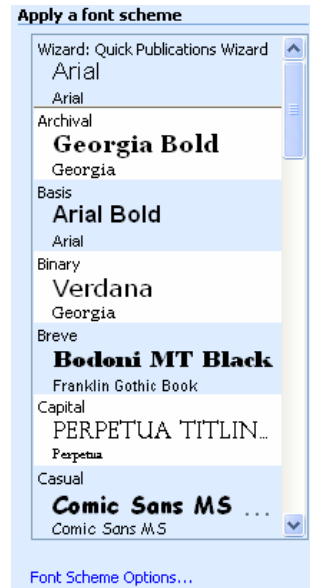 Apply a font scheme
Wizard: Quick Publications Wizard
Arial
Arial
Archival
Georgia Bold
Georgia
Basis
Arial Bold
Arial
Binary
Verdana
Georgia
Breve
Bodoni MT Black
Franklin Gothic Book
Capital
PERPETUA TITLIN...
Perpetua
Casual
Comic Sans MS ...
Comic Sans MS
Font Scheme Options...